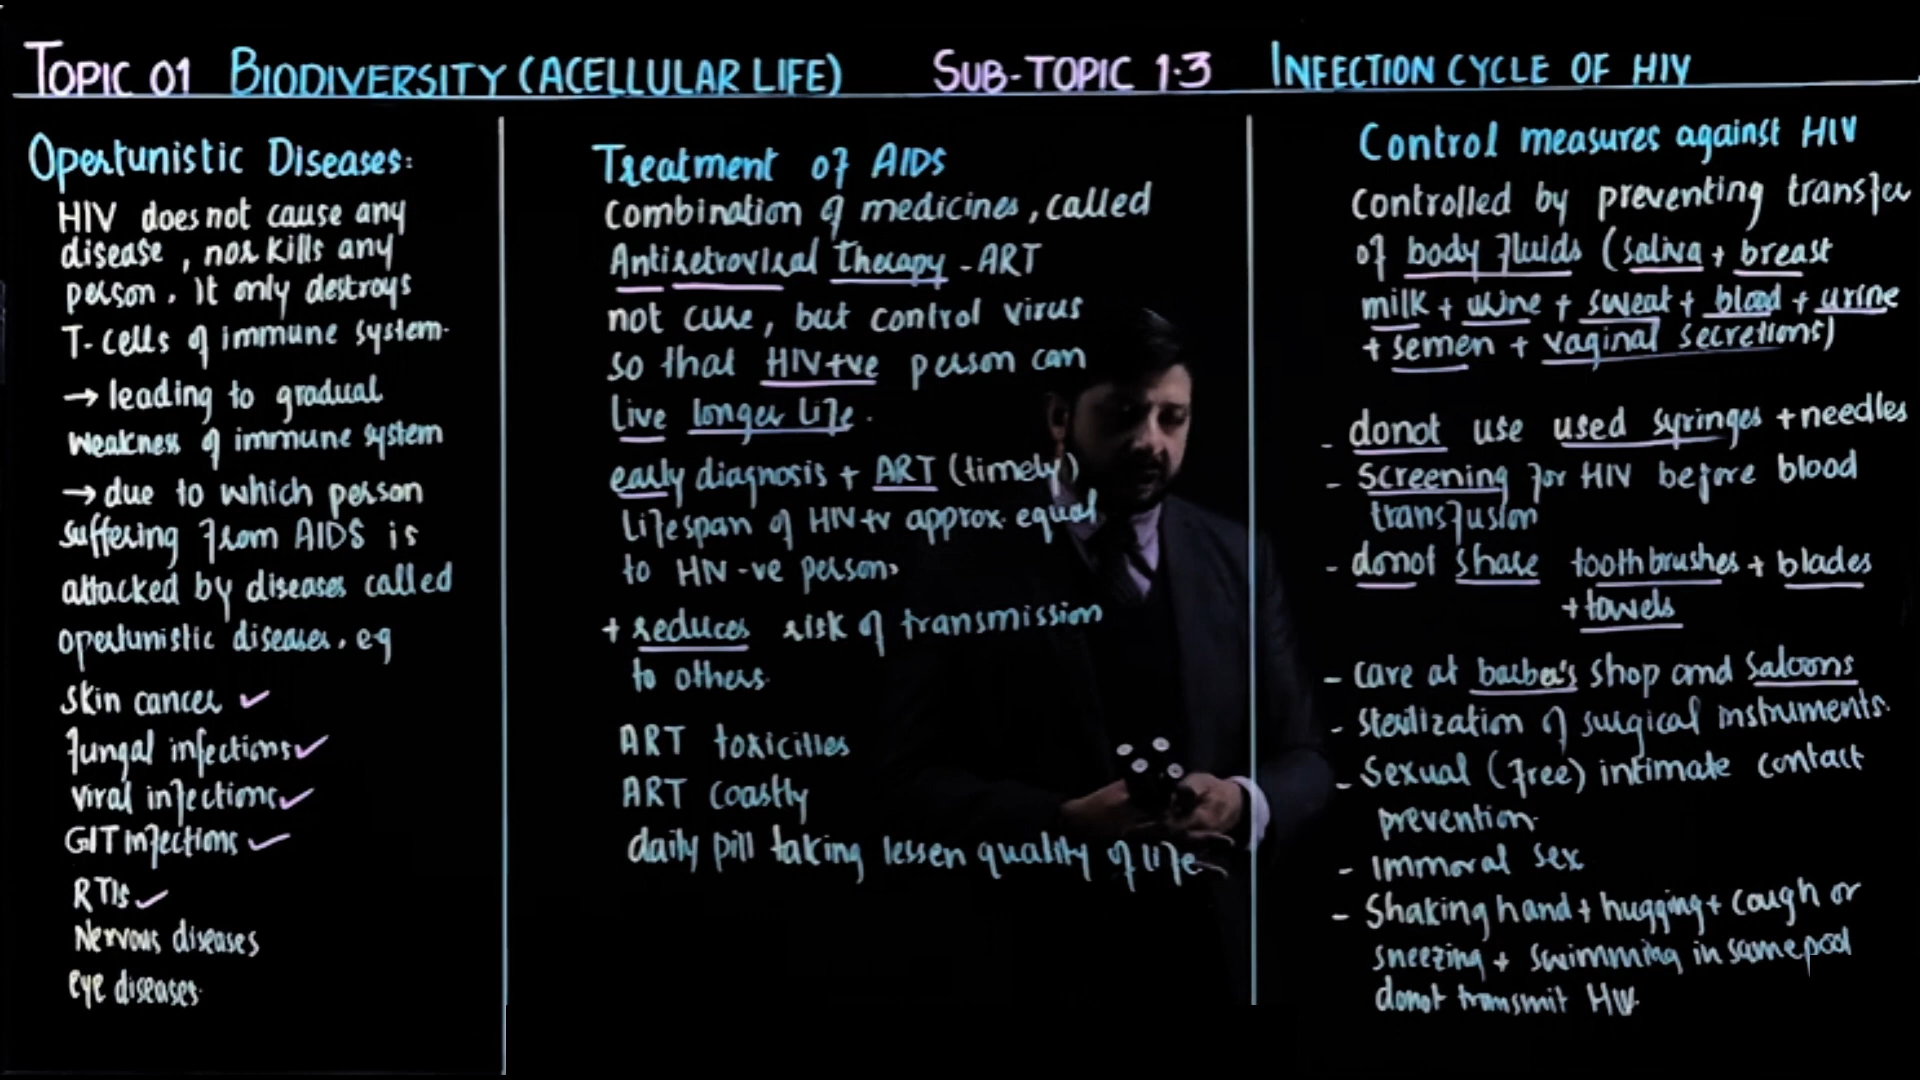 TOPIC 01 BIODIVERSITY (ACELLULAR LIFE) SUB-TOPIC 1.3 INFECTION CYCLE OF HIV
Opertunistic Diseases:
HIV does not cause any
disease, nor kills any
person. It only destroys
T-cells of immune system.
→ leading to gradual
weakness of immune system
→ due to which person
suffering from AIDS is
attacked by diseases called
opertunistic diseases. eg
Skin cancer ✓
fungal infections ✓
viral infections ✓
GIT infections ✓
RTIs ✓
Nervous diseases
eye diseases.
Treatment of AIDS
Combination of medicines, called
Antiretroviral therapy - ART
not cure, but control virus
so that HIV+ve person can
Live longer life.
early diagnosis + ART (timely)
Lifespan of HIV+v approx. equal
to HIV-ve person.
+ reduces risk of transmission
to others.
ART toxicities
ART coastly
daily pill taking lessen quality of life
Control measures against HIV
Controlled by preventing transfer
of body fluids (saliva + breast
milk + urine + sweat + blood + urine
+ semen + vaginal secretions)
- donot use used syringes + needles
- Screening for HIV before blood
transfusion
- donot share toothbrushes + blades
+ towels
- care at barber's shop and Saloons
- sterilization of surgical instruments.
- Sexual (free) intimate contact
prevention.
- Immoral sex
- Shaking hand + hugging + cough or
sneezing + swimming in same pool
donot transmit HIV.